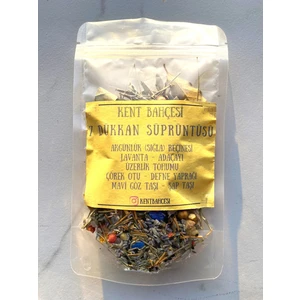 KENT BAHÇESİ
7 DÜKKAN SÜPRÜNTÜSÜ
AKGÜNLÜK (SIĞLA) REÇİNESİ
LAVANTA - ADAÇAYI
ÜZERLİK TOHUMU
ÇÖREK OTU - DEFNE YAPRAĞI
MAVİ GÖZ TAŞI - ŞAP TAŞI
KENTBAHCESI